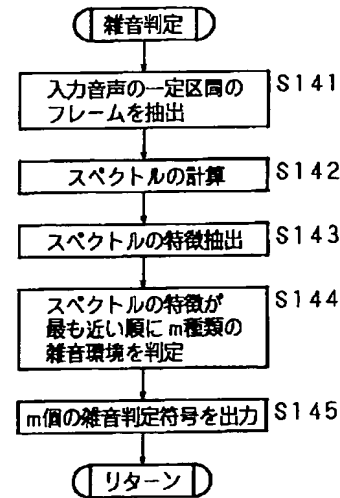 雑音判定
入力音声の一定区間の
フレームを抽出
S141
スペクトルの計算
S142
スペクトルの特徴抽出
S143
スペクトルの特徴が
最も近い順にm種類の
雑音環境を判定
S144
m個の雑音判定符号を出力
S145
リターン